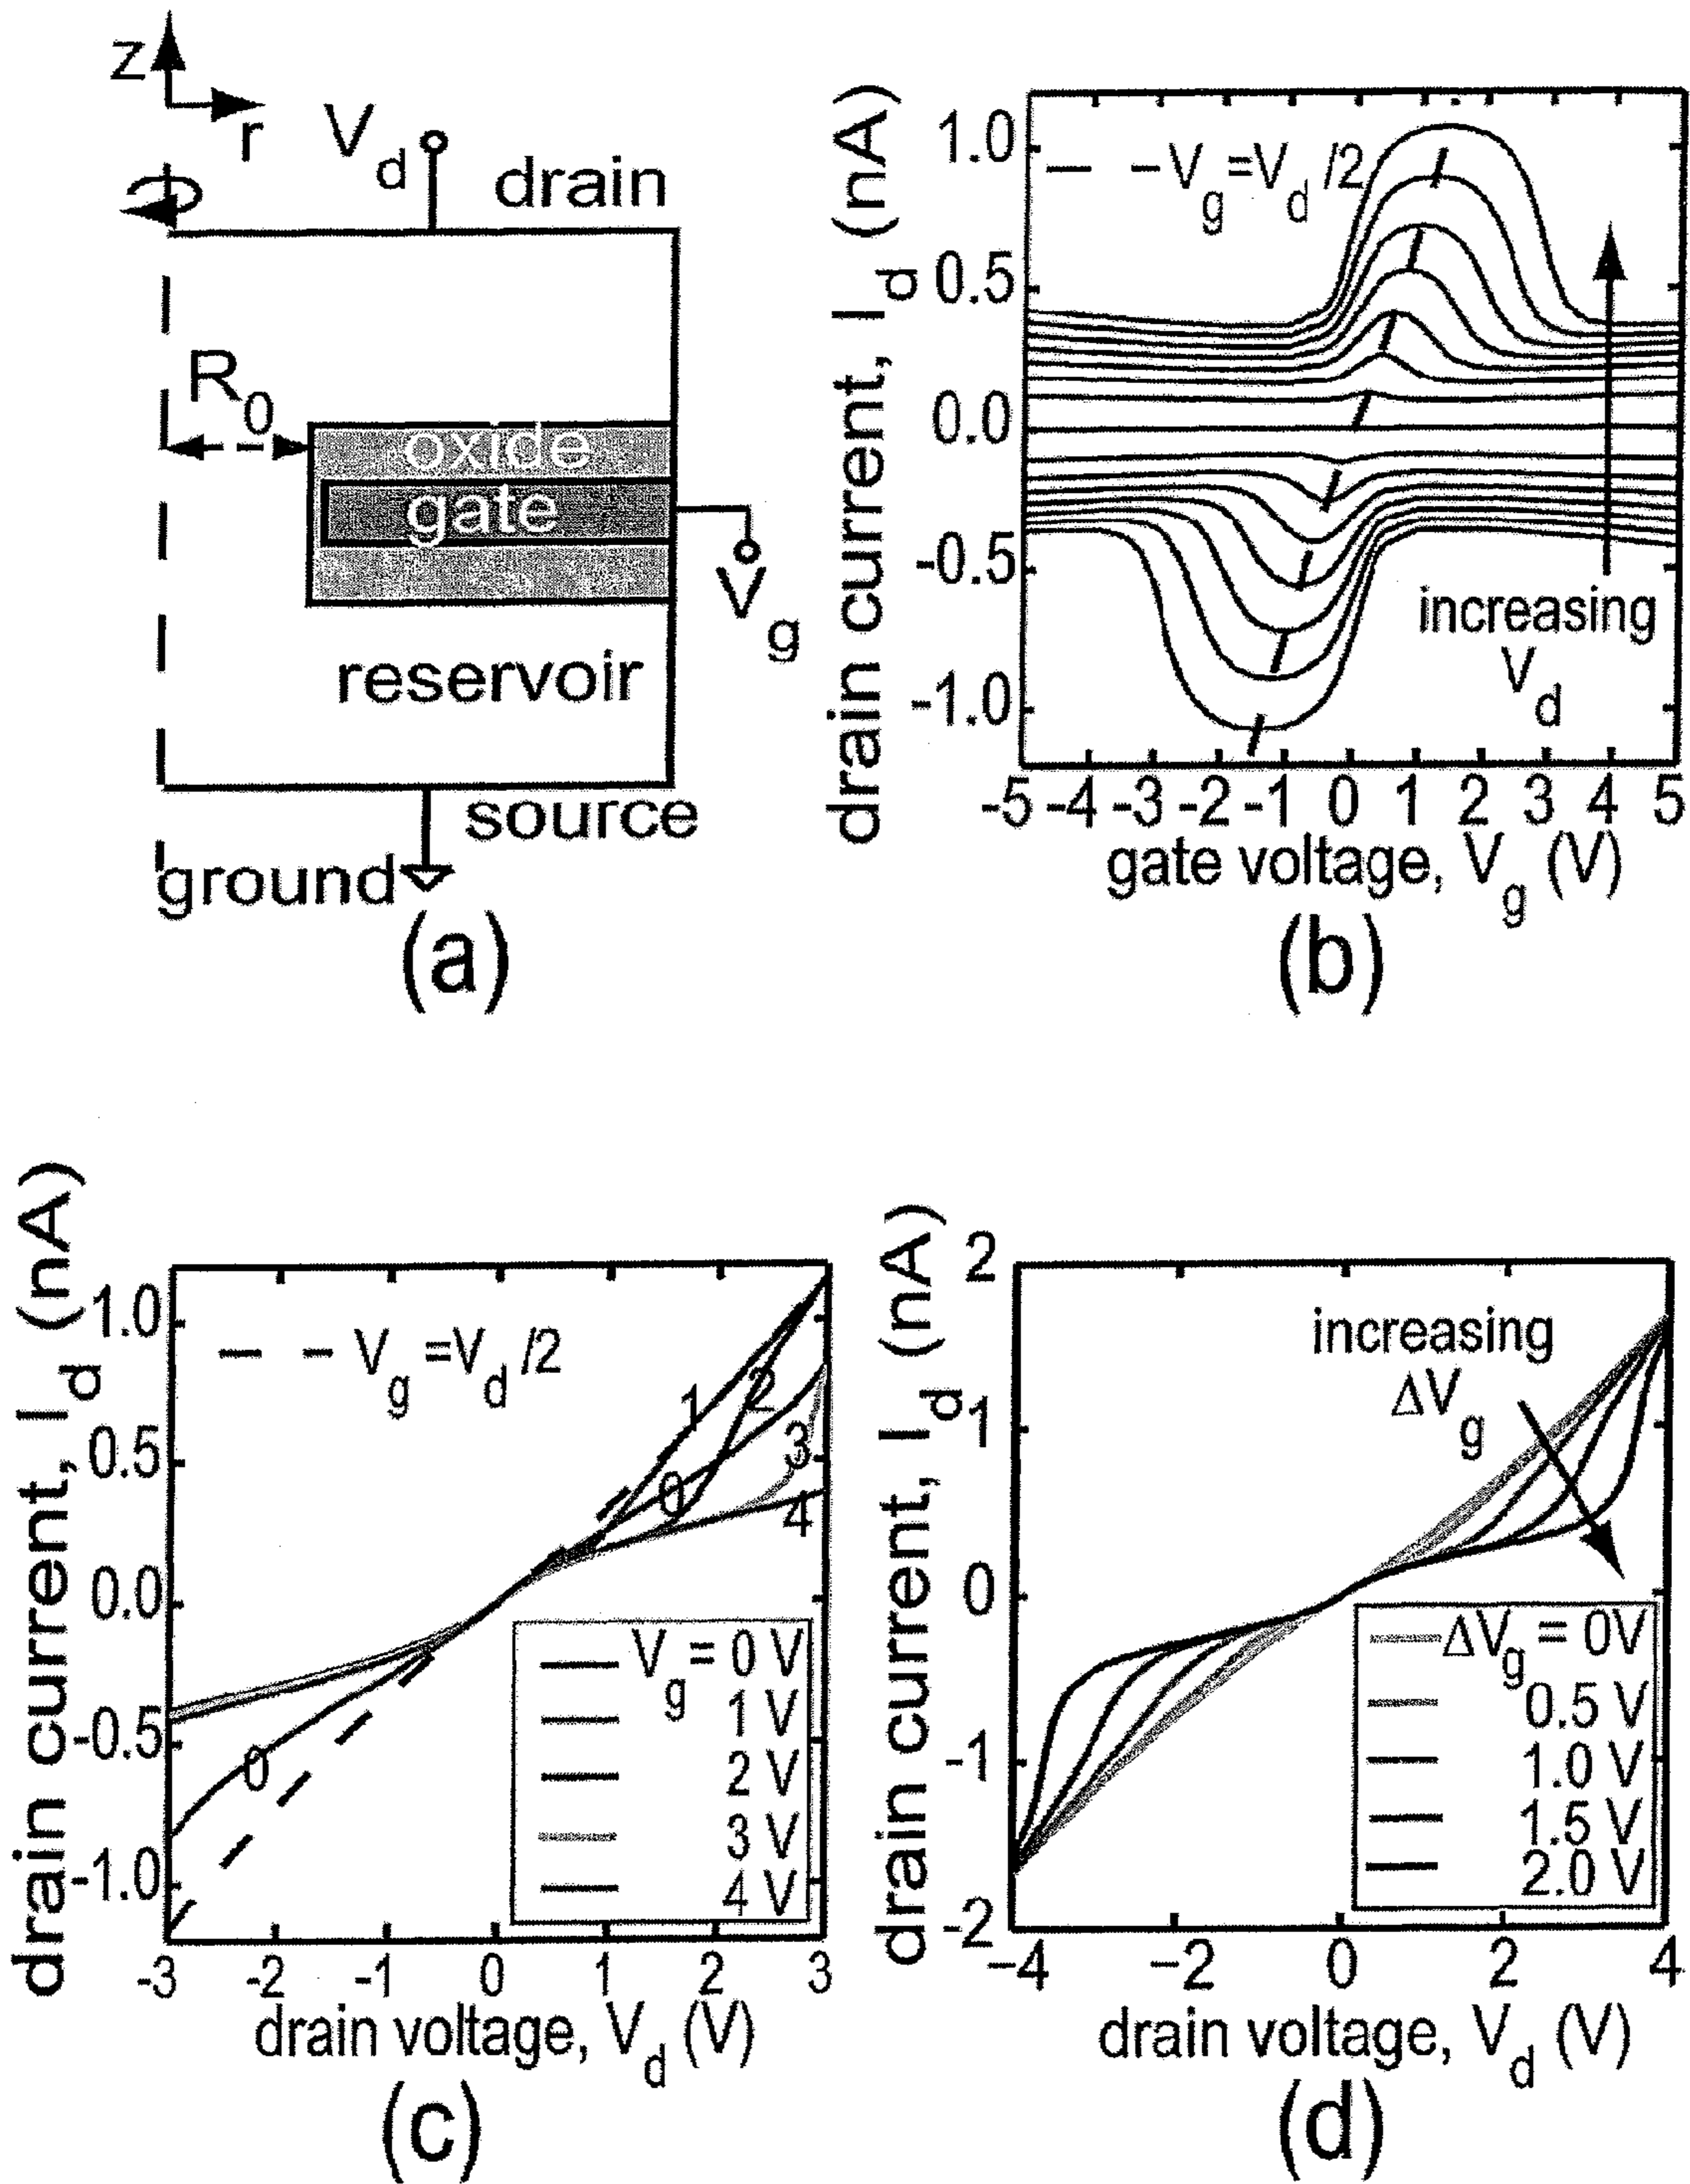 z
r
V_d
drain
R_0
oxide
gate
V_g
reservoir
source
ground
(a)
drain current, I_d (nA)
1.0
0.5
0.0
-0.5
-1.0
— – V_g=V_d /2
increasing
V_d
-5 -4 -3 -2 -1 0 1 2 3 4 5
gate voltage, V_g (V)
(b)
drain current, I_d (nA)
1.0
0.5
0.0
-0.5
-1.0
— – V_g =V_d /2
1
2
0
3
4
0
V_g= 0 V
1 V
2 V
3 V
4 V
-3 -2 -1 0 1 2 3
drain voltage, V_d (V)
(c)
drain current, I_d (nA)
2
1
0
-1
-2
increasing
ΔV_g
ΔV_g = 0V
0.5 V
1.0 V
1.5 V
2.0 V
−4 −2 0 2 4
drain voltage, V_d (V)
(d)